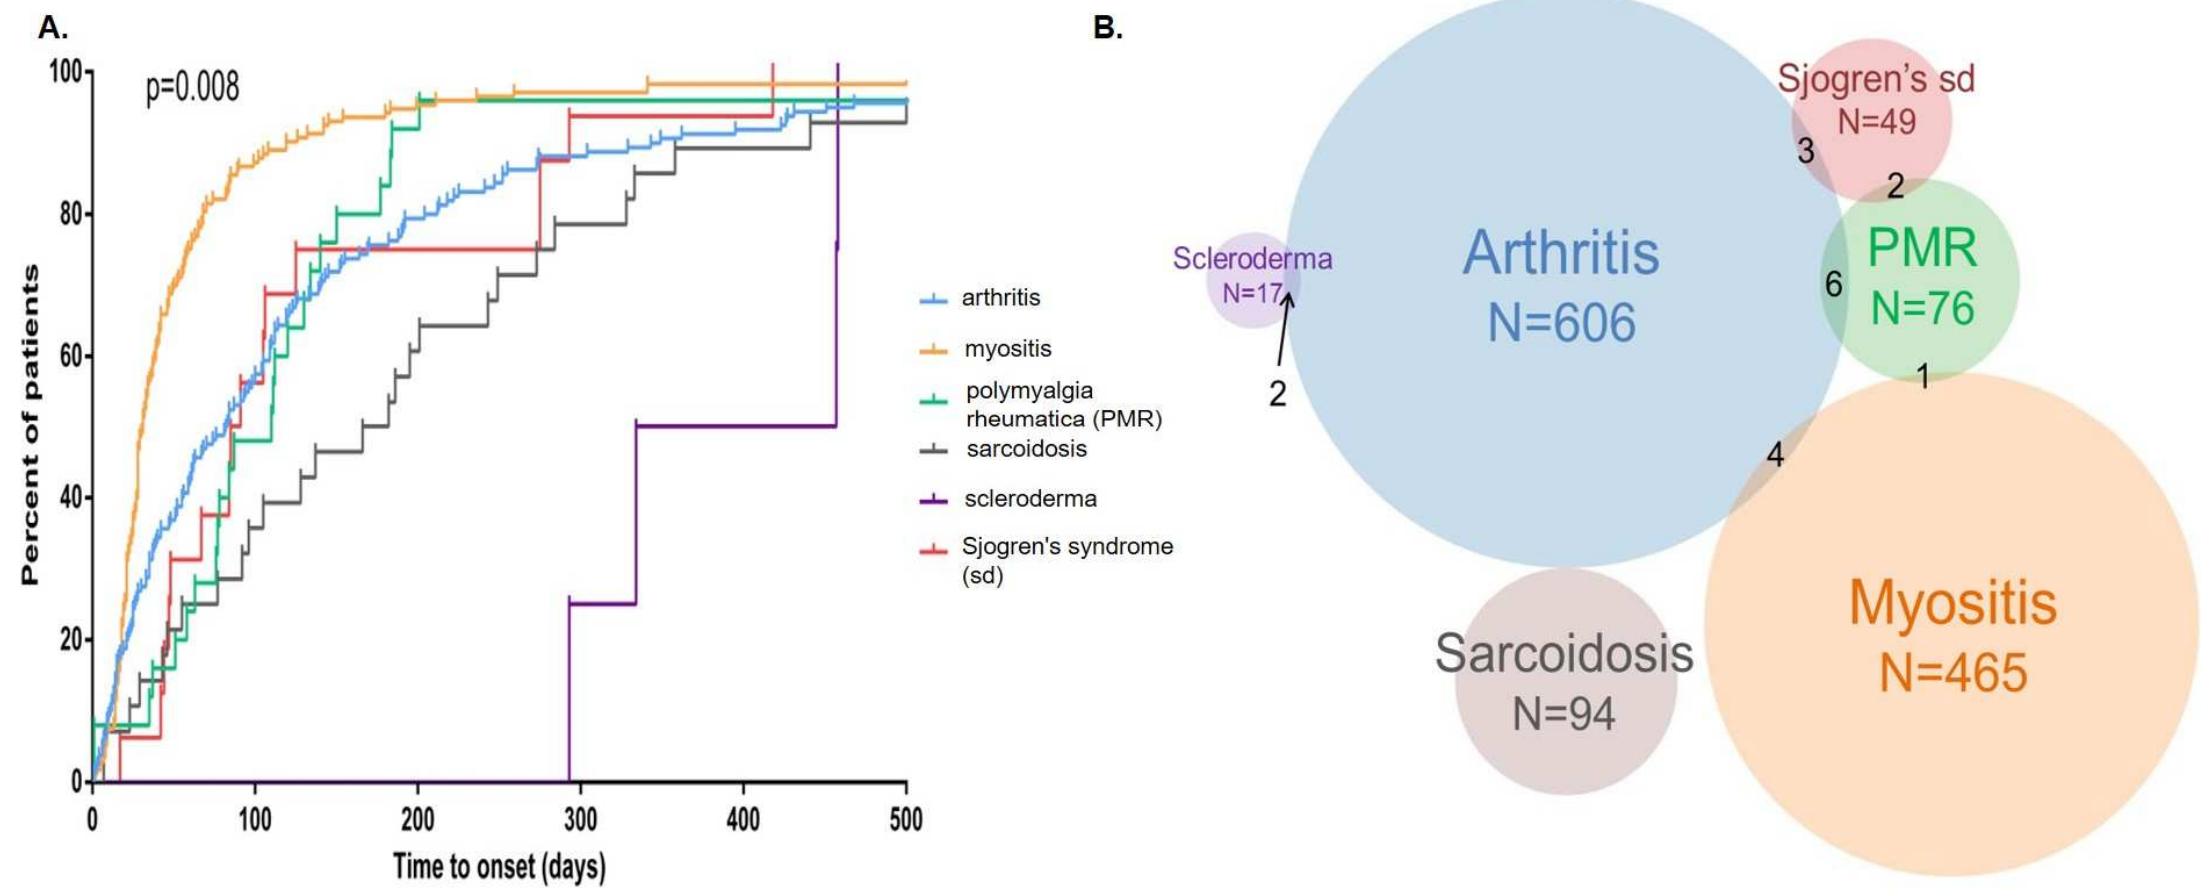 A.
p=0.008
Percent of patients
100
80
60
40
20
0
0 100 200 300 400 500
Time to onset (days)
arthritis
myositis
polymyalgia
rheumatica (PMR)
sarcoidosis
scleroderma
Sjogren's syndrome
(sd)
B.
Sjogren's sd
N=49
3
2
Scleroderma
N=17
2
Arthritis
N=606
6
PMR
N=76
1
4
Sarcoidosis
N=94
Myositis
N=465